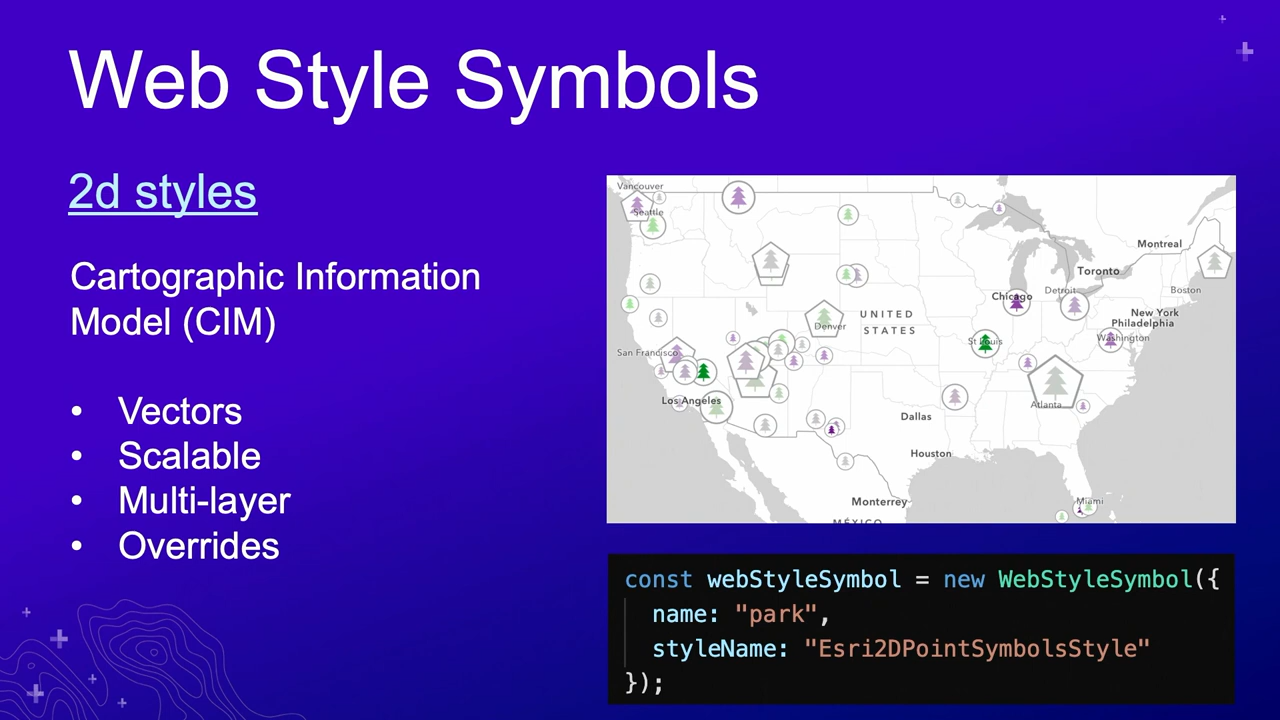 Web Style Symbols
2d styles
Cartographic Information
Model (CIM)
• Vectors
• Scalable
• Multi-layer
• Overrides
Vancouver
Seattle
Montreal
Toronto
Boston
Chicago
Detroit
UNITED
STATES
New York
Philadelphia
Denver
Washington
St Louis
San Francisco
Los Angeles
Atlanta
Dallas
Houston
Monterrey
Miami
MÉXICO
const webStyleSymbol = new WebStyleSymbol({
name: "park",
styleName: "Esri2DPointSymbolsStyle"
});